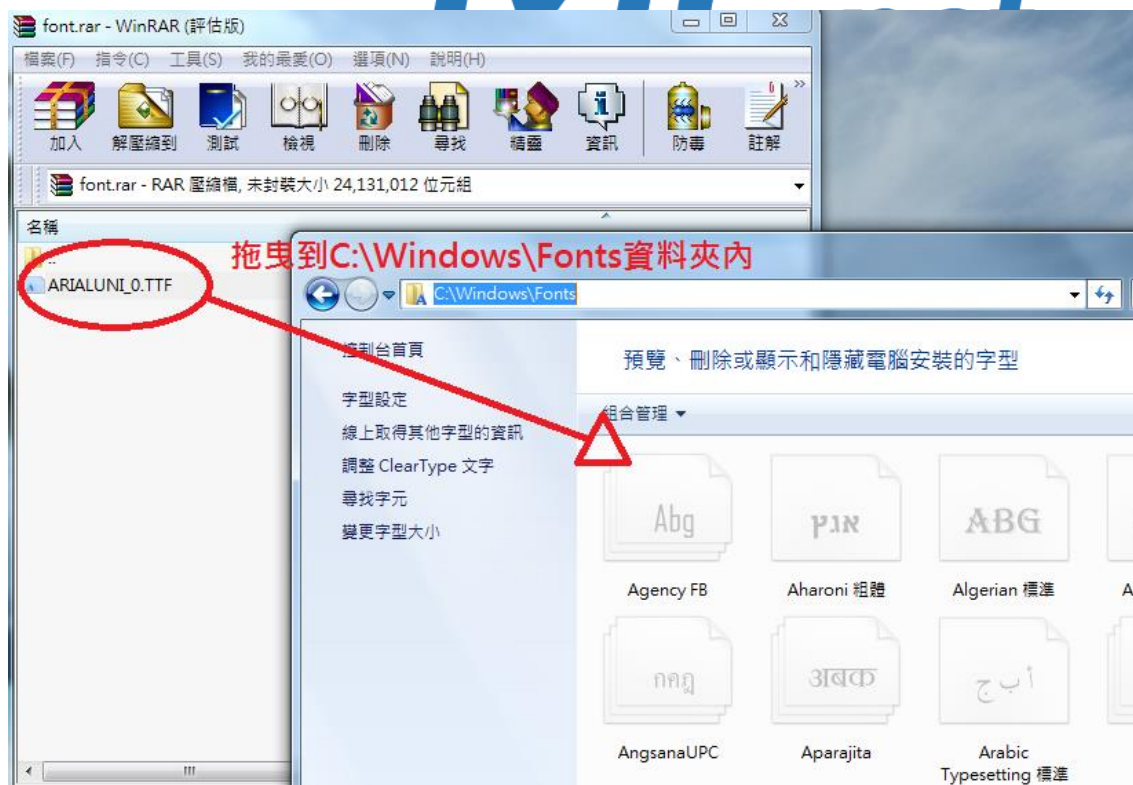 font.rar - WinRAR (評估版)
檔案(F) 指令(C) 工具(S) 我的最愛(O) 選項(N) 說明(H)
加入 解壓縮到 測試 檢視 刪除 尋找 精靈 資訊 防毒 註解
font.rar - RAR 壓縮檔, 未封裝大小 24,131,012 位元組
名稱
..
ARIALUNI_0.TTF
拖曳到C:\Windows\Fonts資料夾內
C:\Windows\Fonts
控制台首頁
字型設定
線上取得其他字型的資訊
調整 ClearType 文字
尋找字元
變更字型大小
預覽、刪除或顯示和隱藏電腦安裝的字型
組合管理
Abg אנץ ABG
Agency FB Aharoni 粗體 Algerian 標準 A
กคฎ अबक أ ب ج
AngsanaUPC Aparajita Arabic
Typesetting 標準